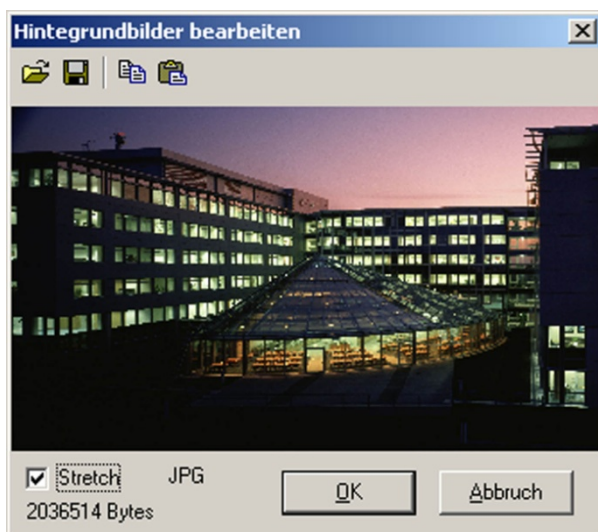 Hintegrundbilder bearbeiten
Stretch JPG
OK Abbruch
2036514 Bytes